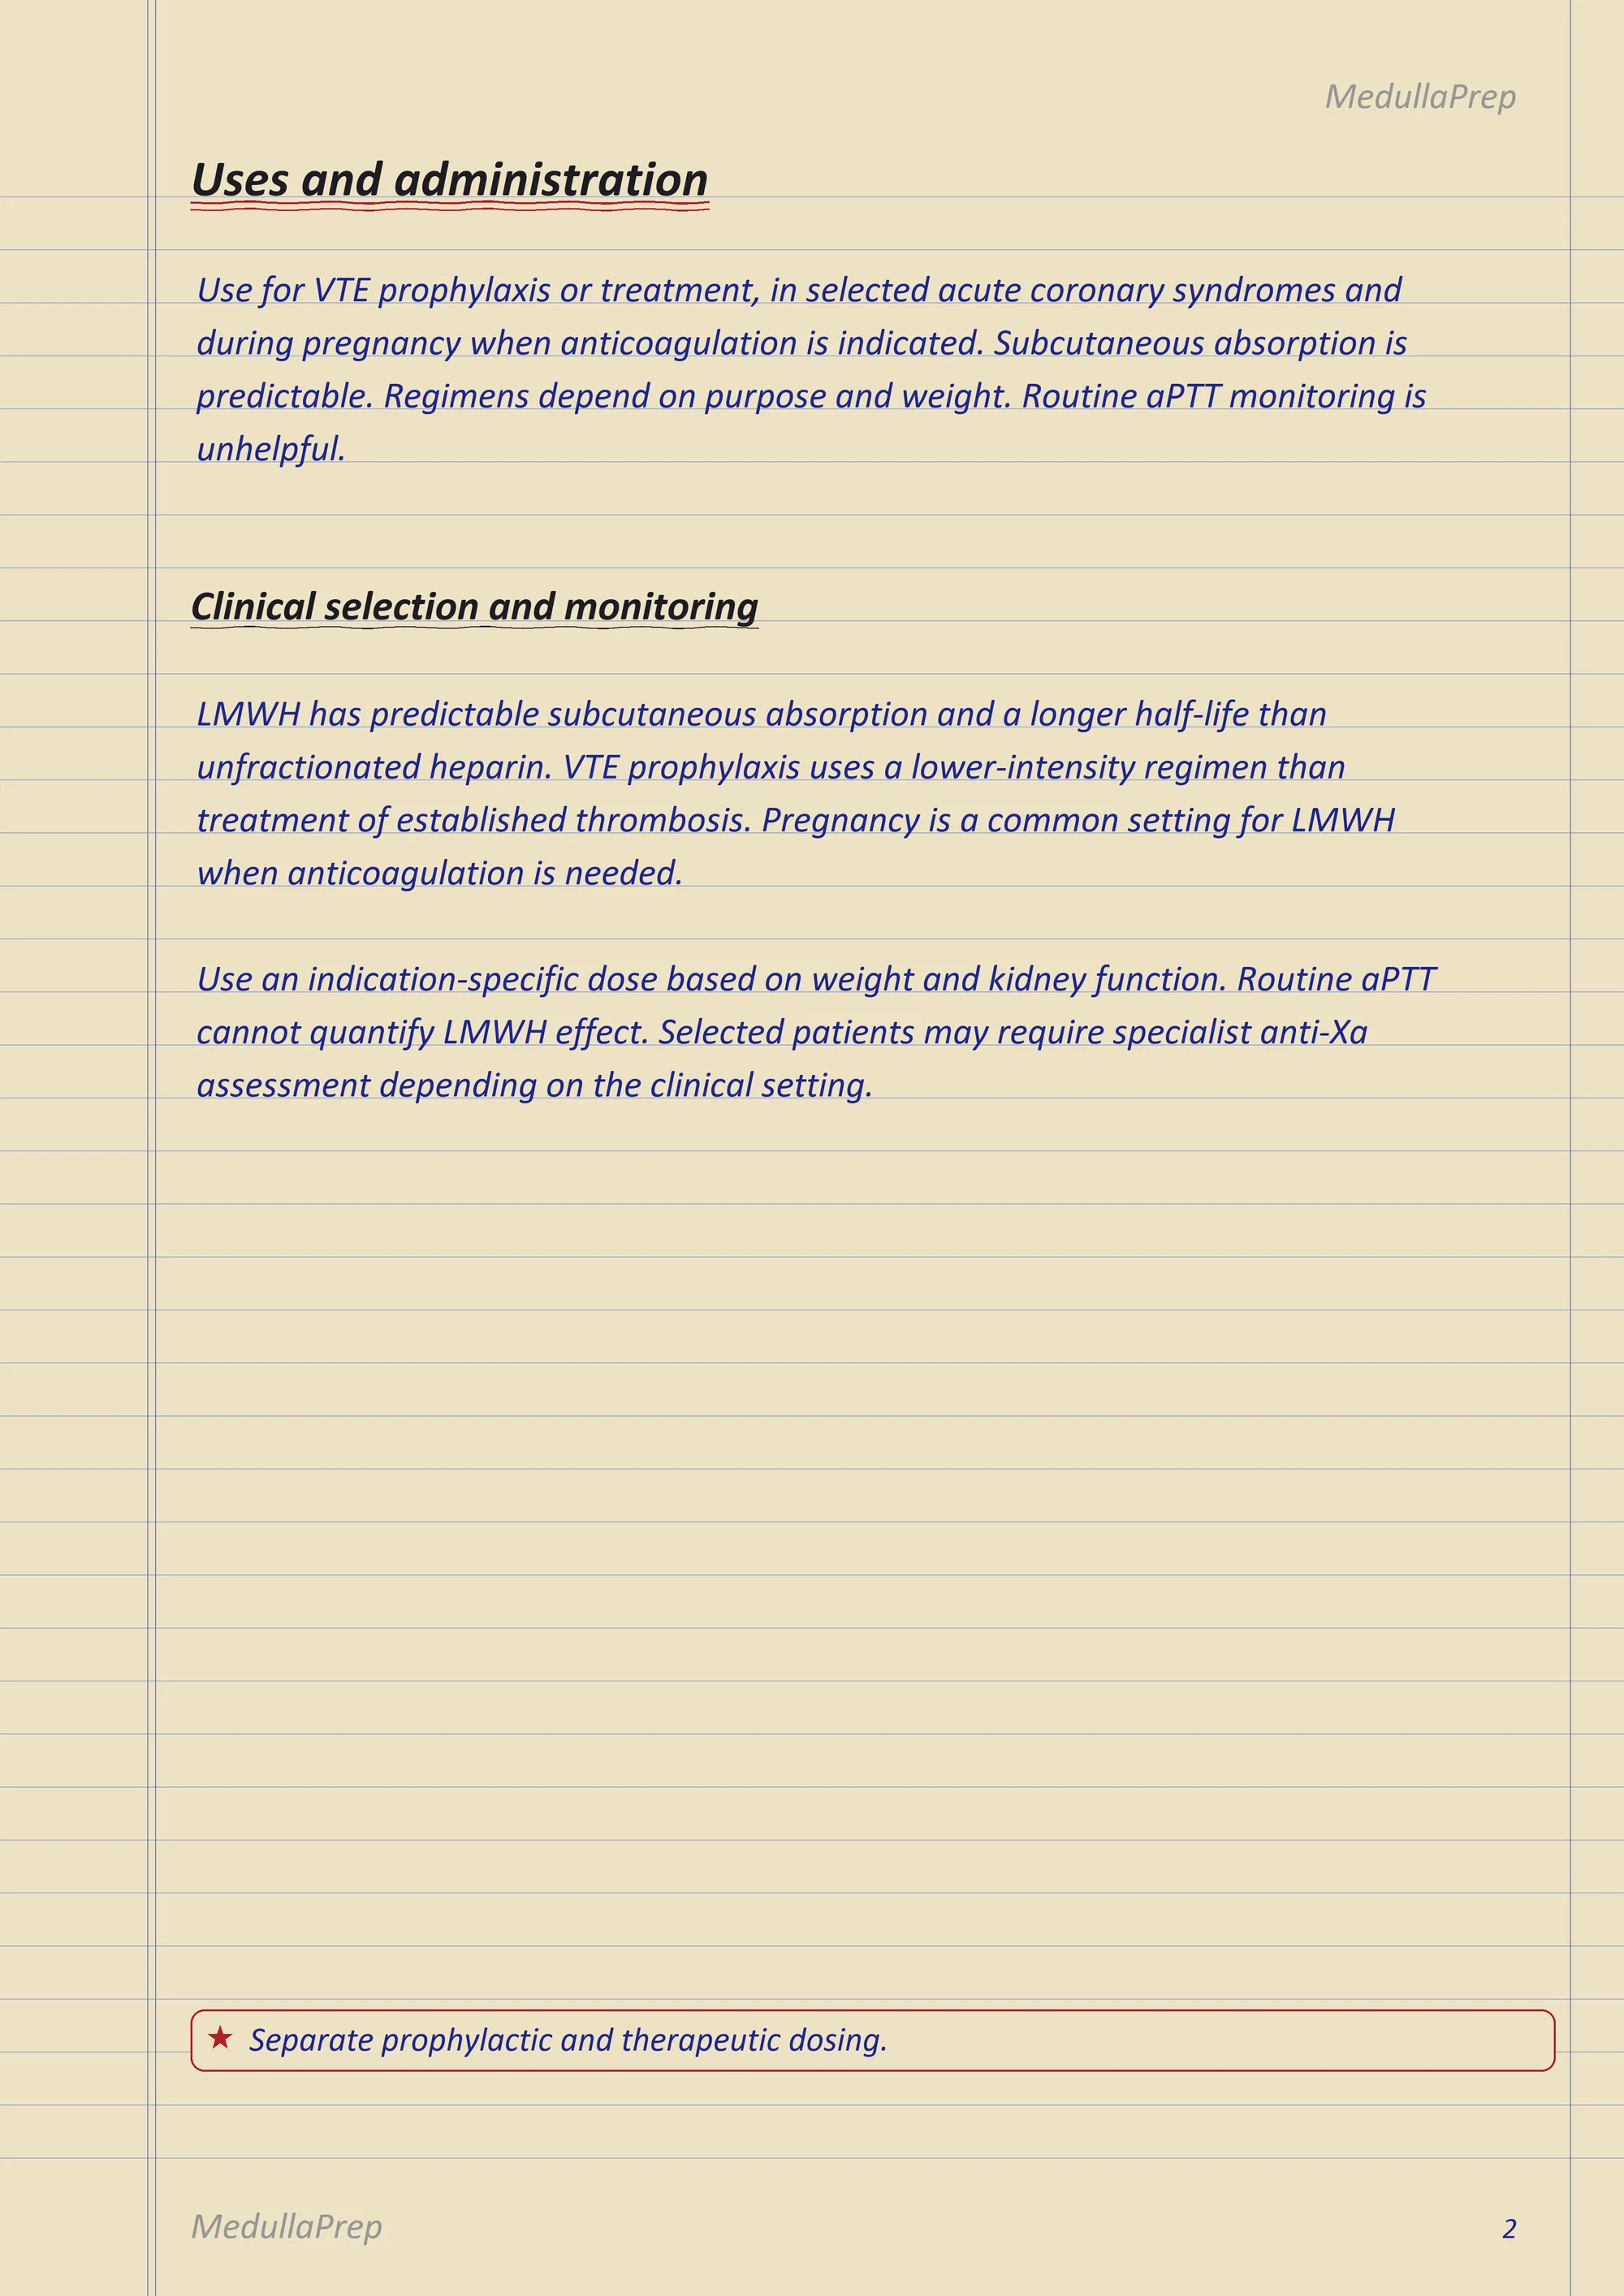 MedullaPrep
Uses and administration
Use for VTE prophylaxis or treatment, in selected acute coronary syndromes and
during pregnancy when anticoagulation is indicated. Subcutaneous absorption is
predictable. Regimens depend on purpose and weight. Routine aPTT monitoring is
unhelpful.
Clinical selection and monitoring
LMWH has predictable subcutaneous absorption and a longer half-life than
unfractionated heparin. VTE prophylaxis uses a lower-intensity regimen than
treatment of established thrombosis. Pregnancy is a common setting for LMWH
when anticoagulation is needed.
Use an indication-specific dose based on weight and kidney function. Routine aPTT
cannot quantify LMWH effect. Selected patients may require specialist anti-Xa
assessment depending on the clinical setting.
★ Separate prophylactic and therapeutic dosing.
MedullaPrep
2